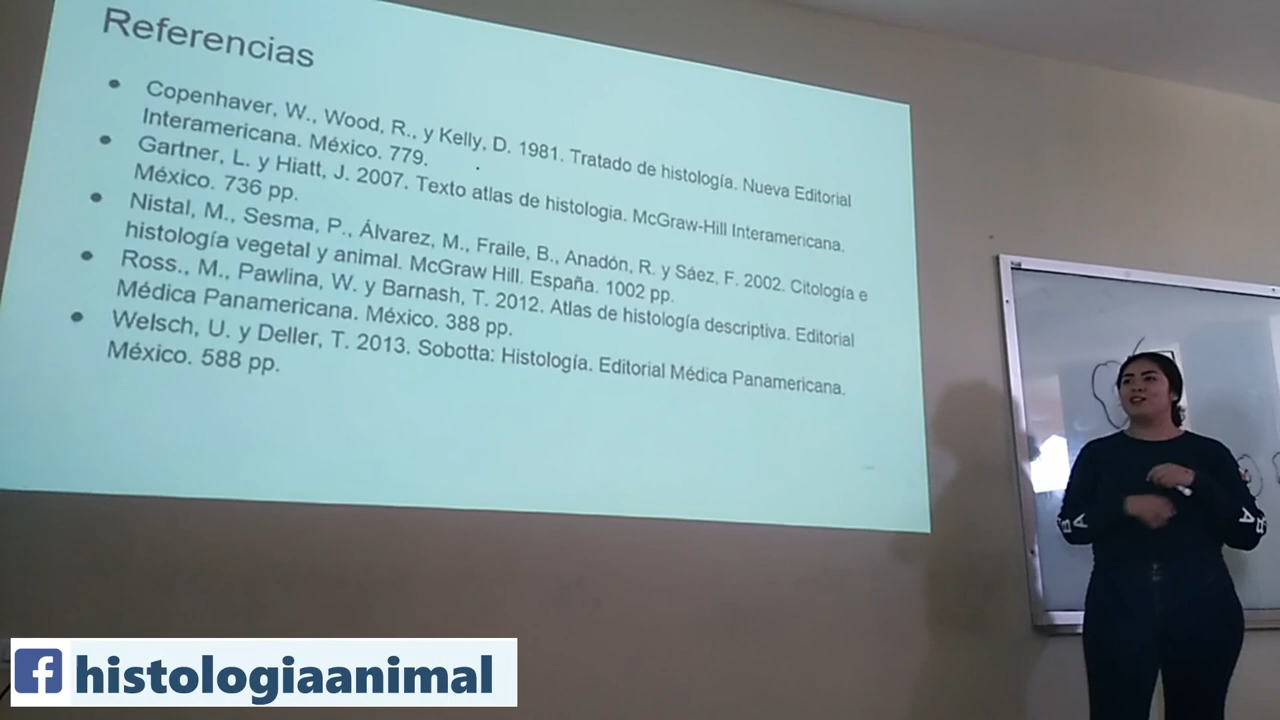 Referencias
Copenhaver, W., Wood, R., y Kelly, D. 1981. Tratado de histología. Nueva Editorial
Interamericana. México. 779.
Gartner, L. y Hiatt, J. 2007. Texto atlas de histologia. McGraw-Hill Interamericana.
México. 736 pp.
Nistal, M., Sesma, P., Álvarez, M., Fraile, B., Anadón, R. y Sáez, F. 2002. Citología e
histología vegetal y animal. McGraw Hill. España. 1002 pp.
Ross., M., Pawlina, W. y Barnash, T. 2012. Atlas de histología descriptiva. Editorial
Médica Panamericana. México. 388 pp.
Welsch, U. y Deller, T. 2013. Sobotta: Histología. Editorial Médica Panamericana.
México. 588 pp.
f histologiaanimal